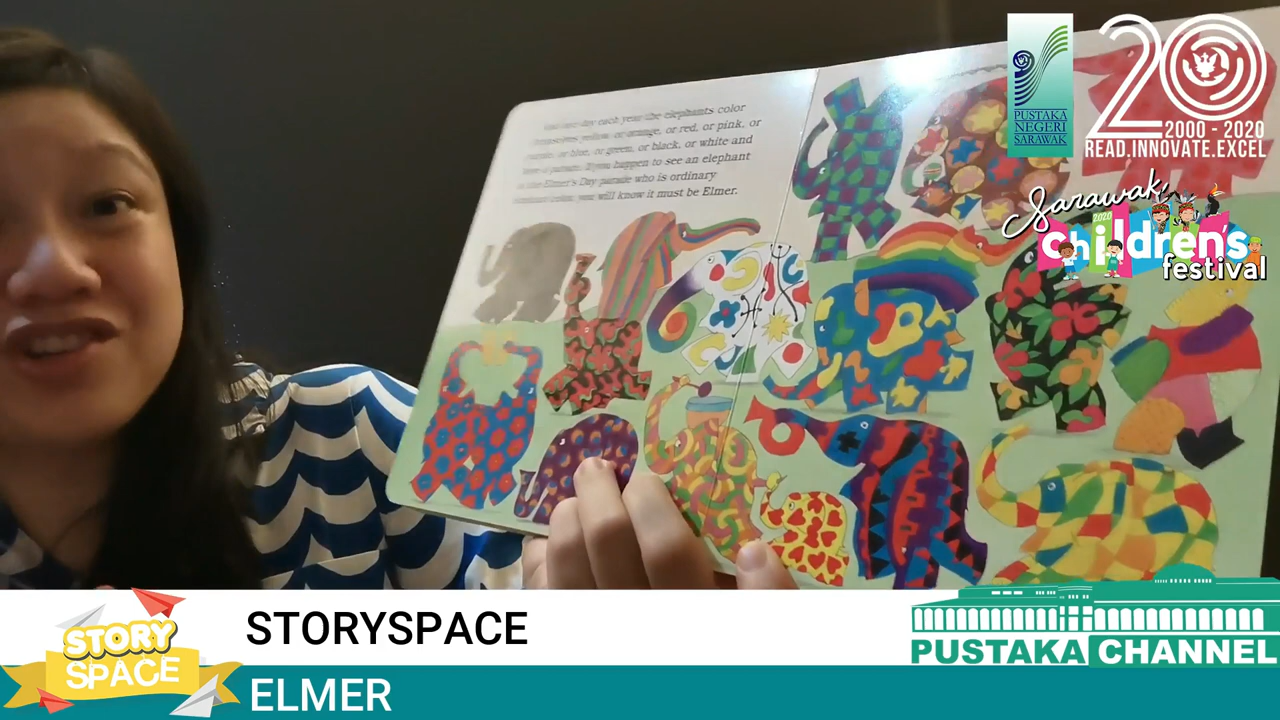 day each year the elephants color
yellow, or orange, or red, or pink, or
or blue, or green, or black, or white and
If you happen to see an elephant
Elmer's Day parade who is ordinary
you will know it must be Elmer.
PUSTAKA
NEGERI
SARAWAK
20
2000 - 2020
READ.INNOVATE.EXCEL
Sarawak
2020
children's
festival
STORY
SPACE
STORYSPACE
ELMER
PUSTAKA CHANNEL